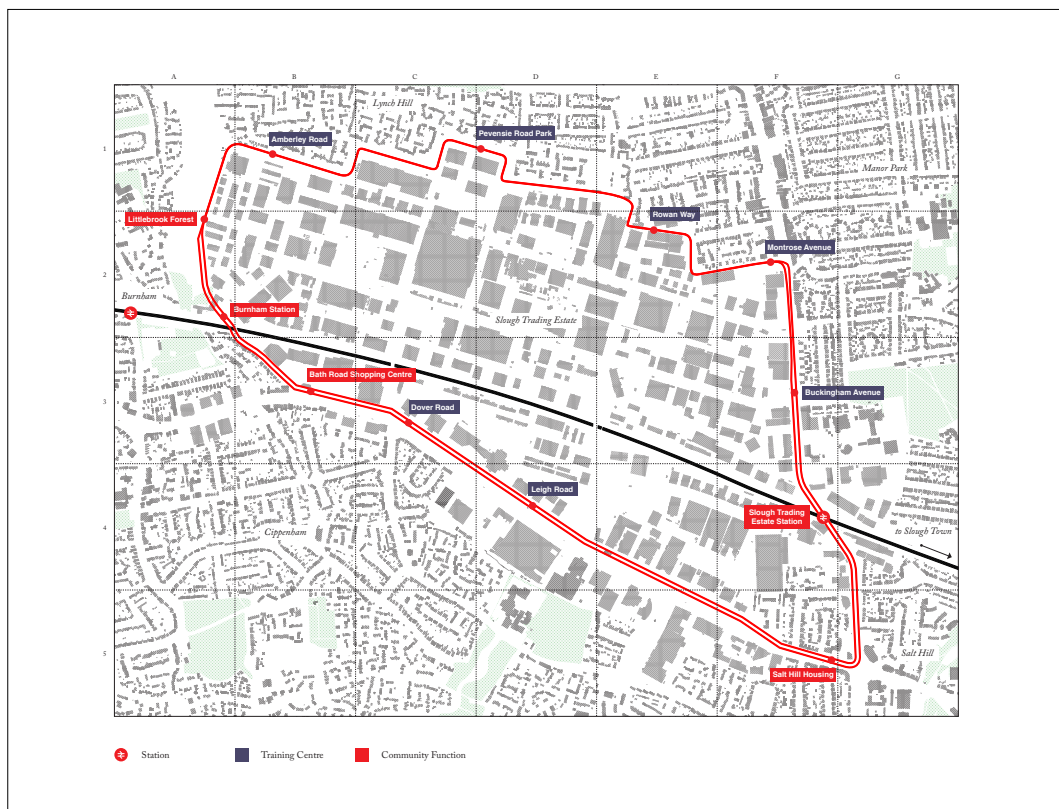 A B C D E F G
Lynch Hill
Pevensie Road Park
Amberley Road
1
Manor Park
Littlebrook Forest
Rowan Way
Montrose Avenue
2
Burnham
Burnham Station
Slough Trading Estate
Bath Road Shopping Centre
Buckingham Avenue
3
Dover Road
Leigh Road
Slough Trading
Estate Station
4
Cippenham
to Slough Town
5
Salt Hill
Salt Hill Housing
Station
Training Centre
Community Function